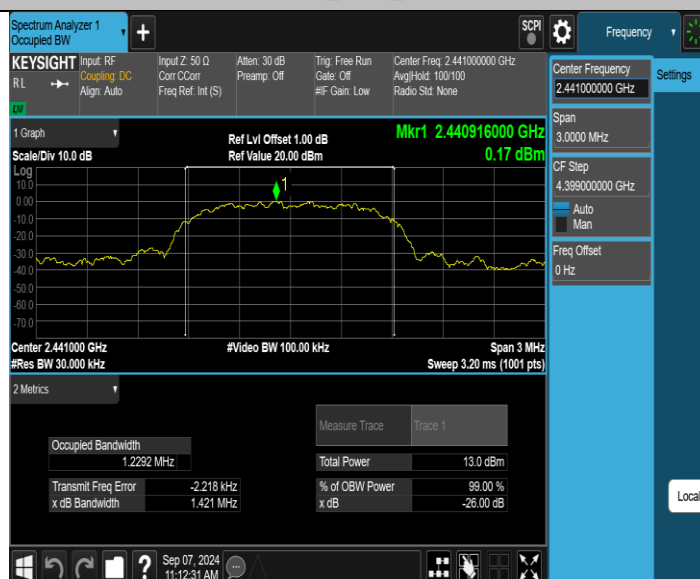 Spectrum Analyzer 1
Occupied BW
+
SCPI
Frequency
KEYSIGHT
R L
LXI
Input: RF
Coupling: DC
Align: Auto
Input Z: 50 Ω
Corr CCorr
Freq Ref: Int (S)
Atten: 30 dB
Preamp: Off
Trig: Free Run
Gate: Off
#IF Gain: Low
Center Freq: 2.441000000 GHz
Avg|Hold: 100/100
Radio Std: None
Center Frequency
2.441000000 GHz
Settings
Span
3.0000 MHz
CF Step
4.399000000 GHz
Auto
Man
Freq Offset
0 Hz
1 Graph
Scale/Div 10.0 dB
Ref Lvl Offset 1.00 dB
Ref Value 20.00 dBm
Mkr1 2.440916000 GHz
0.17 dBm
Log
10.0
0.00
-10.0
-20.0
-30.0
-40.0
-50.0
-60.0
-70.0
1
Center 2.441000 GHz
#Res BW 30.000 kHz
#Video BW 100.00 kHz
Span 3 MHz
Sweep 3.20 ms (1001 pts)
2 Metrics
Measure Trace
Trace 1
Occupied Bandwidth
1.2292 MHz
Total Power
13.0 dBm
Transmit Freq Error
-2.218 kHz
% of OBW Power
99.00 %
x dB Bandwidth
1.421 MHz
x dB
-26.00 dB
Local
?
Sep 07, 2024
11:12:31 AM